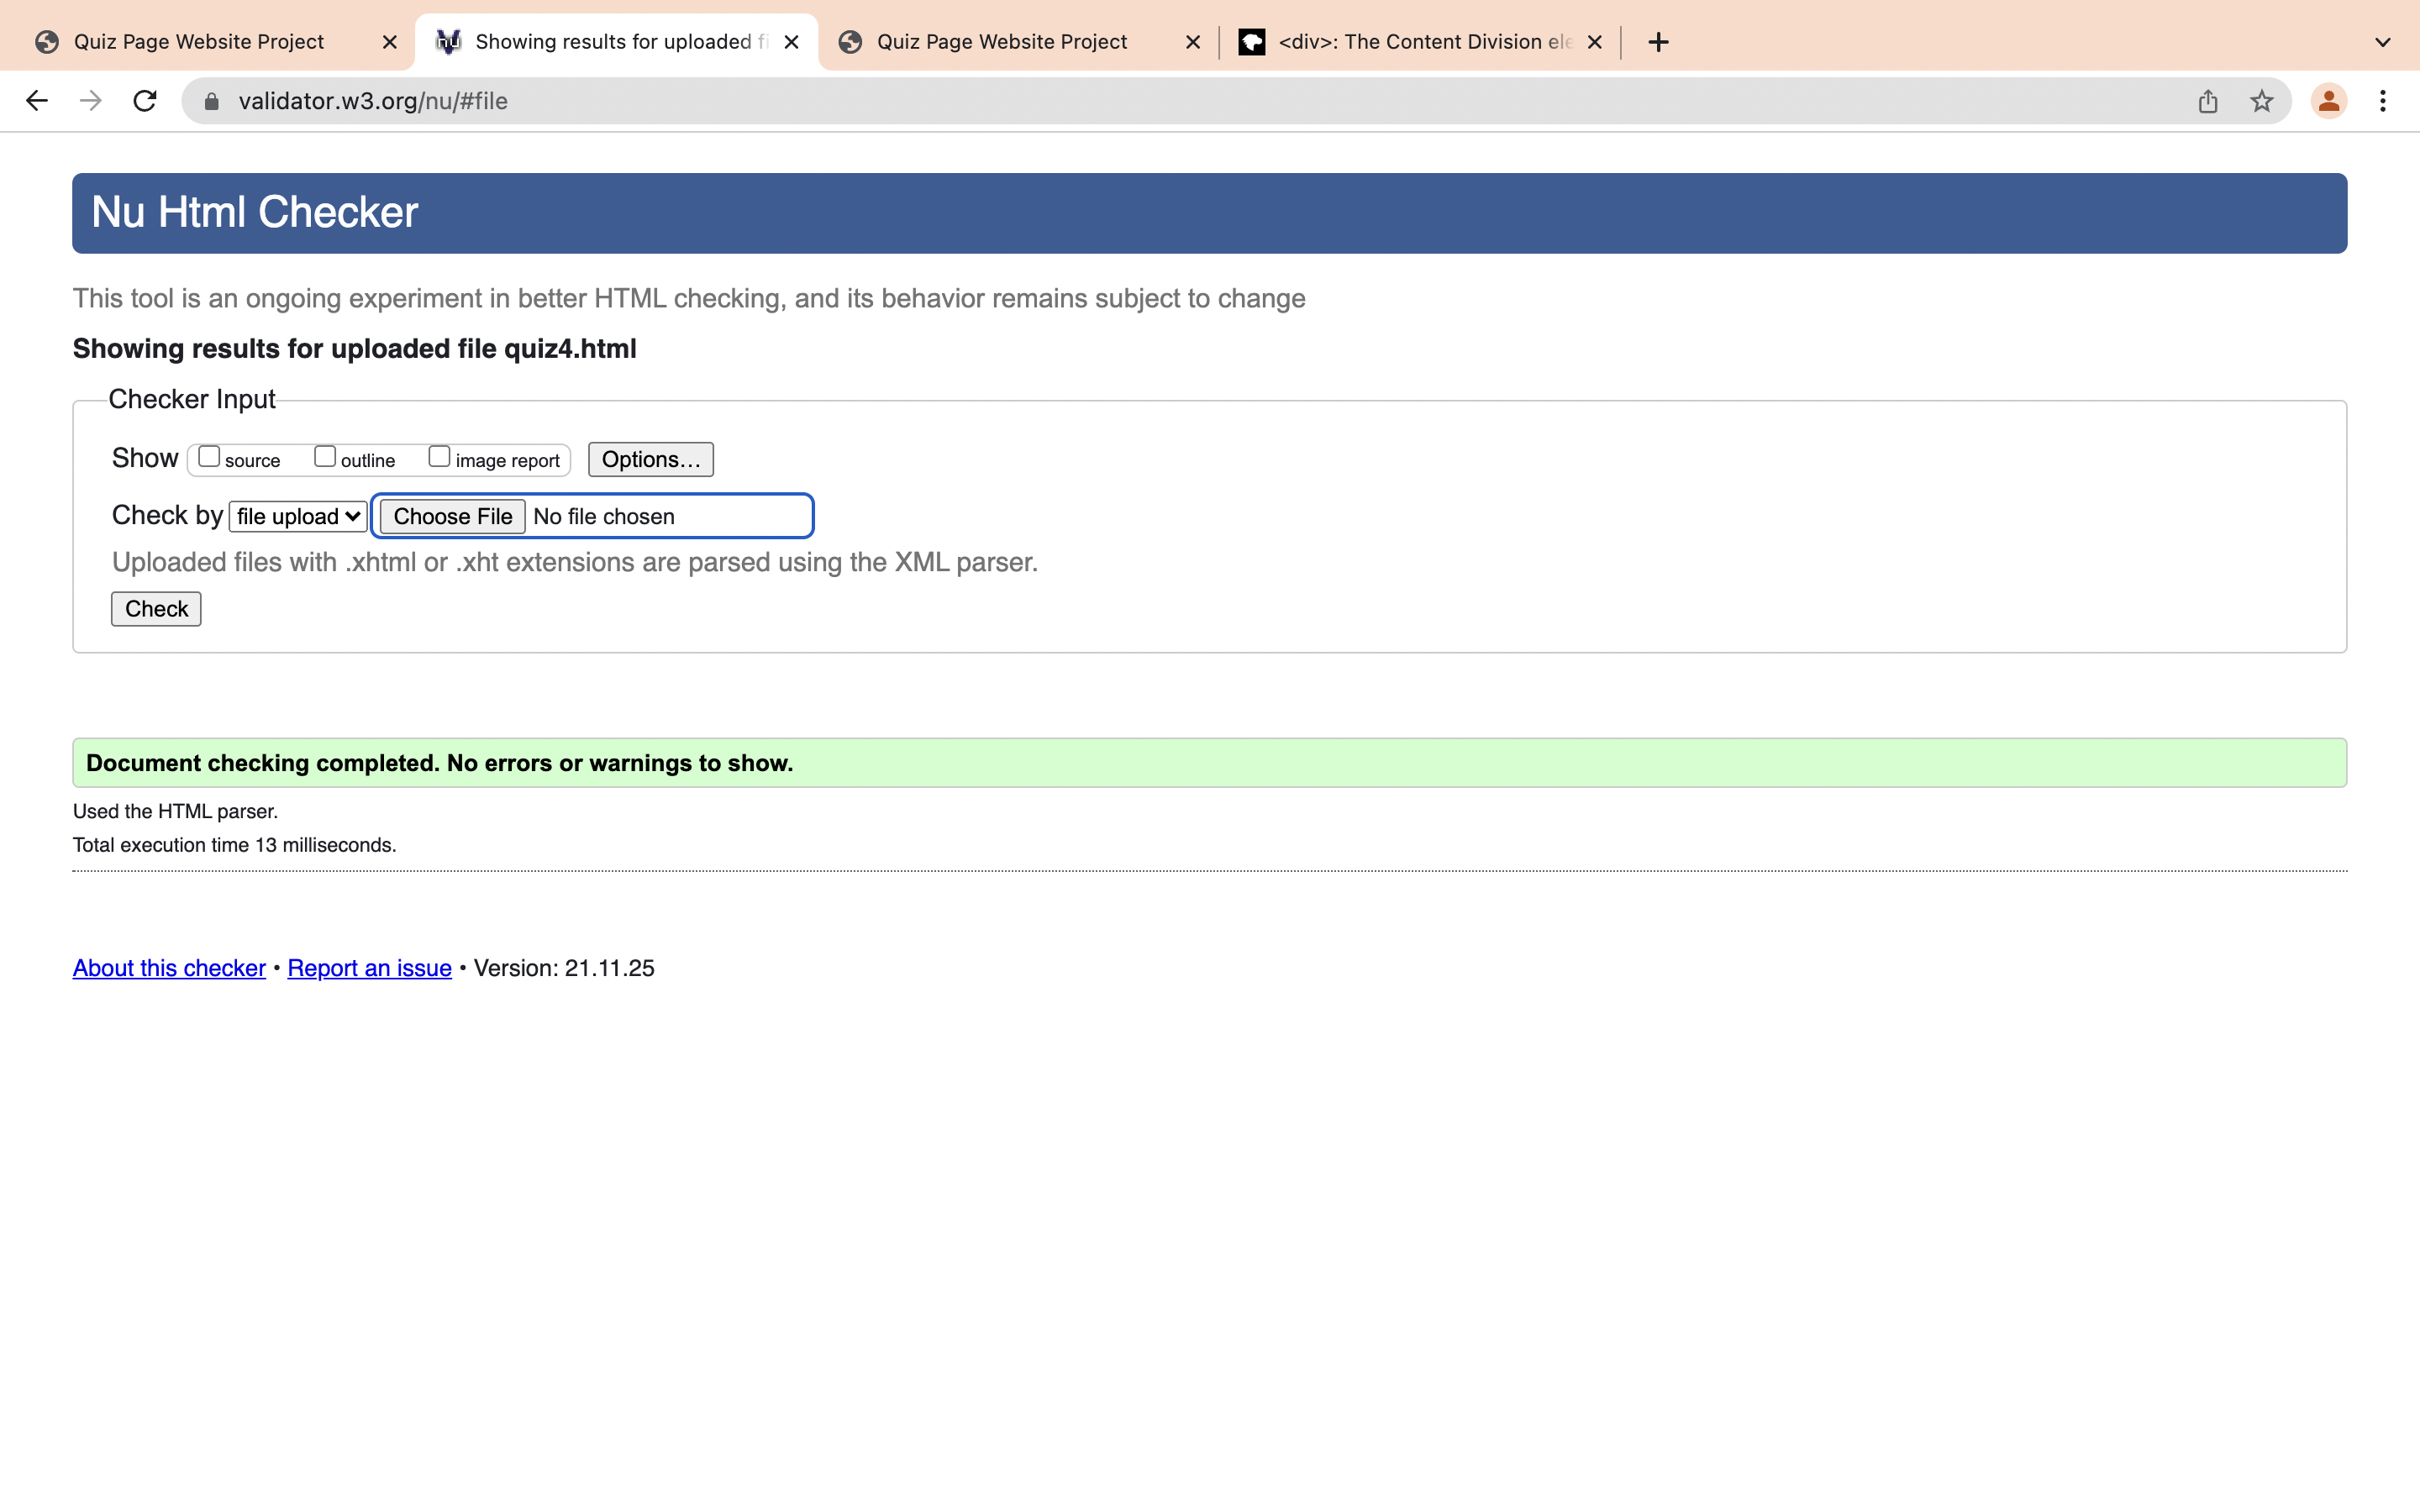 Quiz Page Website Project
Showing results for uploaded fi
Quiz Page Website Project
<div>: The Content Division ele
validator.w3.org/nu/#file
Nu Html Checker
This tool is an ongoing experiment in better HTML checking, and its behavior remains subject to change
Showing results for uploaded file quiz4.html
Checker Input
Show source outline image report Options...
Check by file upload Choose File No file chosen
Uploaded files with .xhtml or .xht extensions are parsed using the XML parser.
Check
Document checking completed. No errors or warnings to show.
Used the HTML parser.
Total execution time 13 milliseconds.
About this checker • Report an issue • Version: 21.11.25